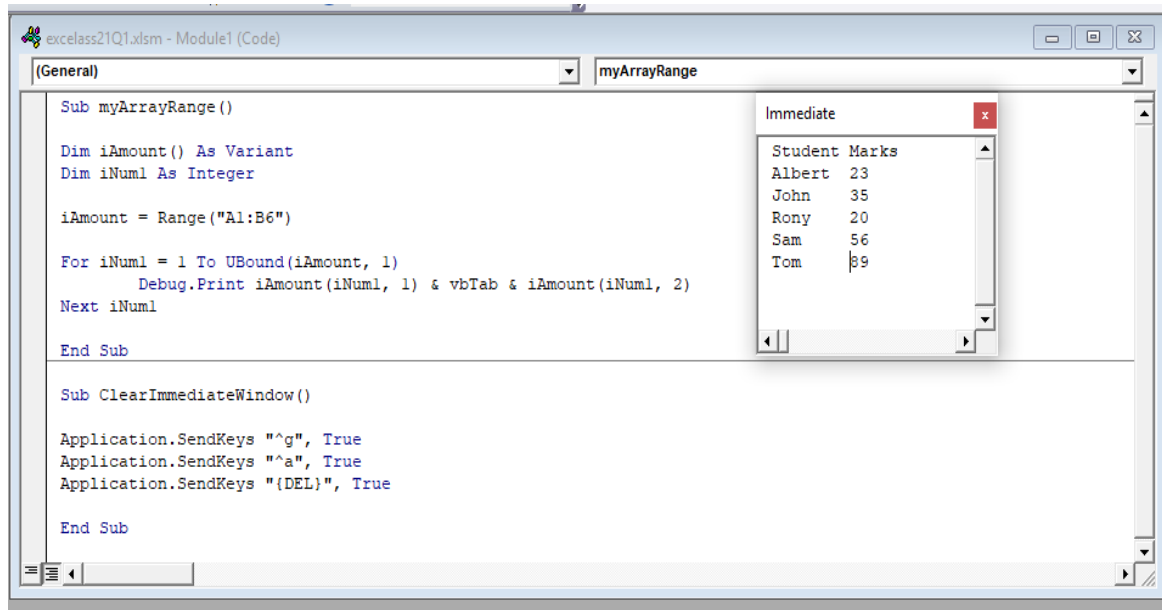 excelass21Q1.xlsm - Module1 (Code)
(General)
myArrayRange
Sub myArrayRange()
Dim iAmount() As Variant
Dim iNum1 As Integer
iAmount = Range("A1:B6")
For iNum1 = 1 To UBound(iAmount, 1)
Debug.Print iAmount(iNum1, 1) & vbTab & iAmount(iNum1, 2)
Next iNum1
End Sub
Sub ClearImmediateWindow()
Application.SendKeys "^g", True
Application.SendKeys "^a", True
Application.SendKeys "{DEL}", True
End Sub
Immediate
Student Marks
Albert 23
John 35
Rony 20
Sam 56
Tom 89